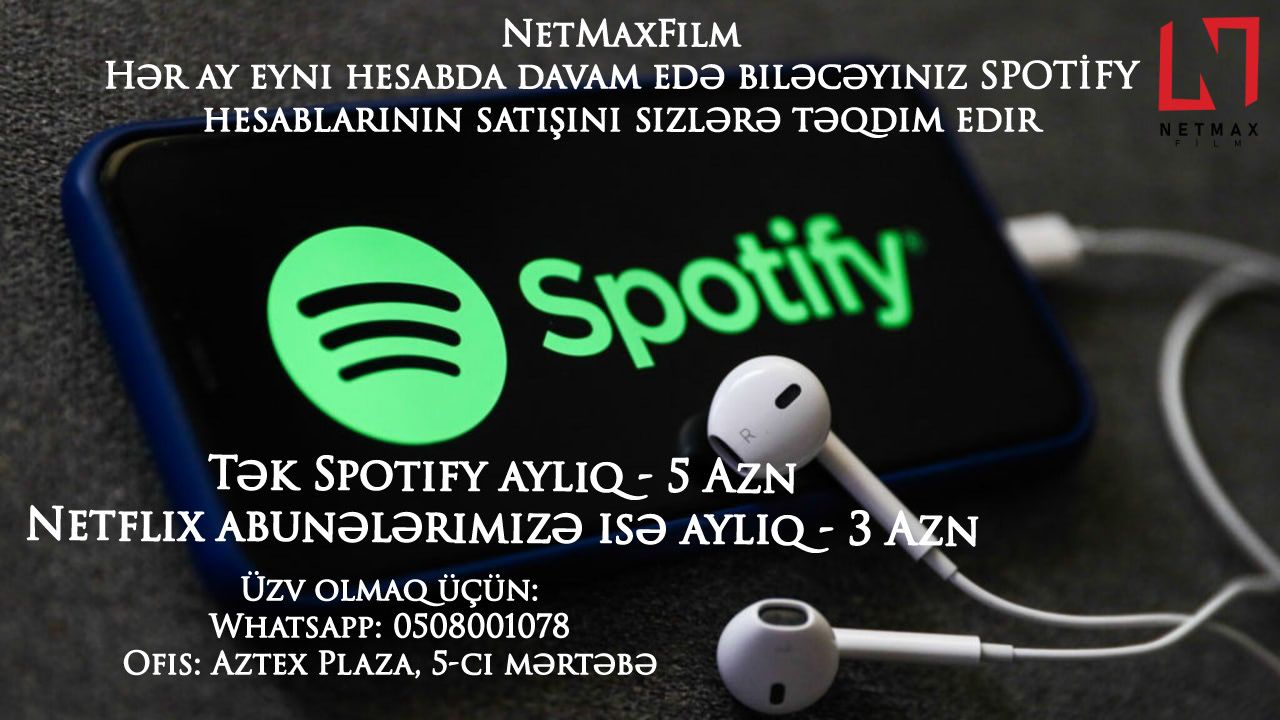 NetMaxFilm
Hər ay eyni hesabda davam edə biləcəyiniz SPOTİFY
hesablarının satışını sizlərə təqdim edir
NETMAX
FİLM
Spotify®
R
Tək Spotify aylıq - 5 Azn
Netflix abunələrimizə isə aylıq - 3 Azn
Üzv olmaq üçün:
Whatsapp: 0508001078
Ofis: Aztex Plaza, 5-ci mərtəbə